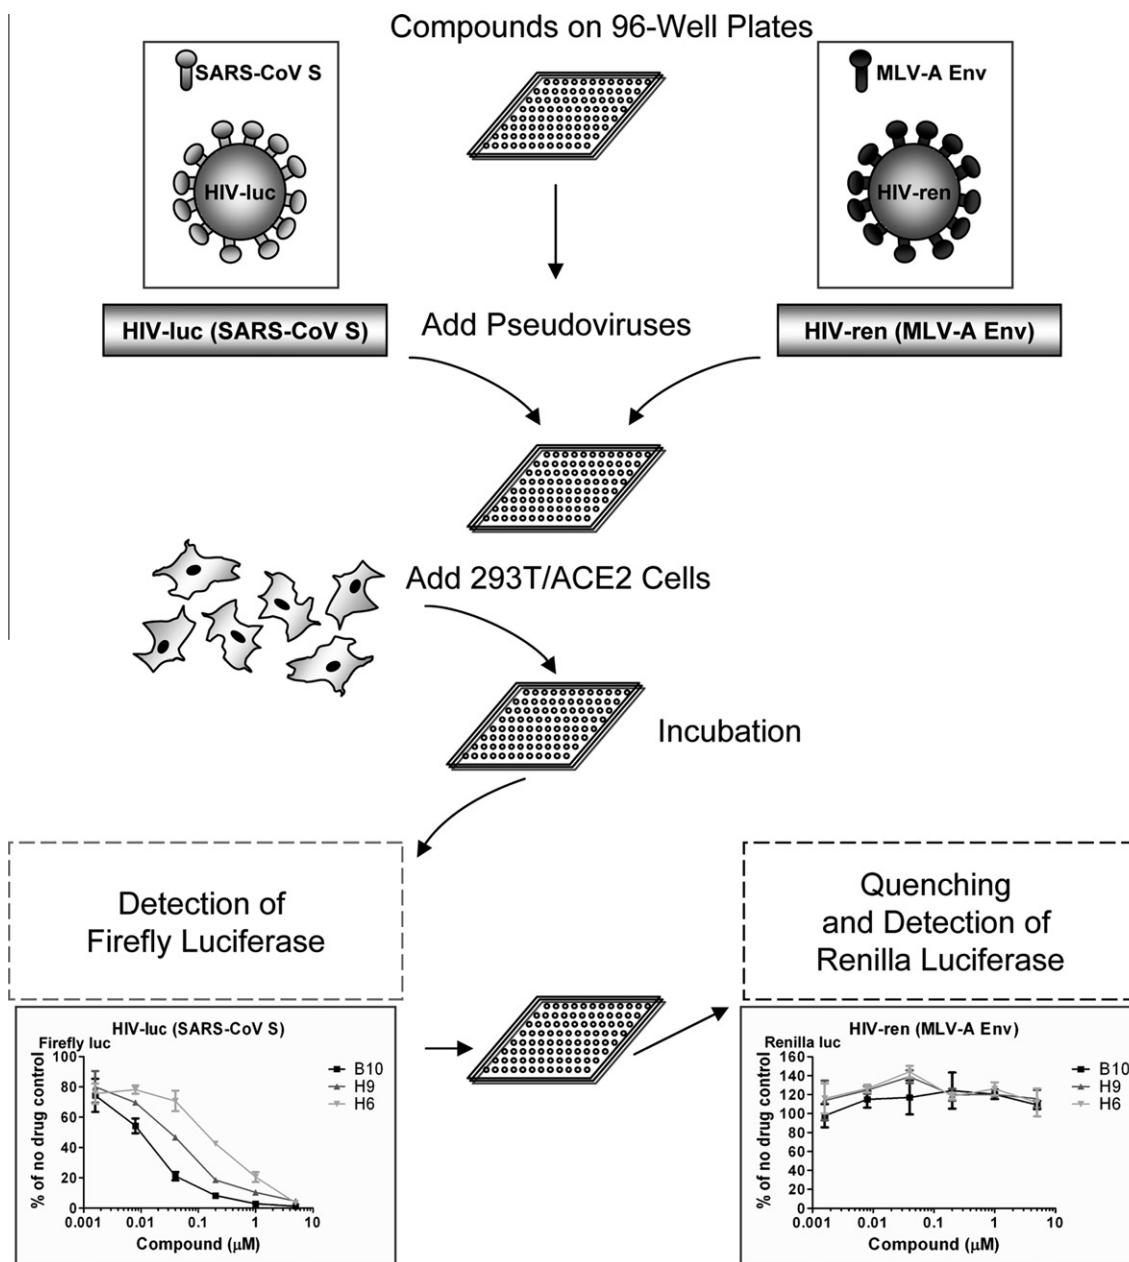 Compounds on 96-Well Plates
SARS-CoV S
HIV-luc
MLV-A Env
HIV-ren
HIV-luc (SARS-CoV S)
Add Pseudoviruses
HIV-ren (MLV-A Env)
Add 293T/ACE2 Cells
Incubation
Detection of
Firefly Luciferase
Quenching
and Detection of
Renilla Luciferase
HIV-luc (SARS-CoV S)
Firefly luc
% of no drug control
100
80
60
40
20
0
0.001
0.01
0.1
1
10
Compound (µM)
B10
H9
H6
HIV-ren (MLV-A Env)
Renilla luc
% of no drug control
160
140
120
100
80
60
40
20
0
0.001
0.01
0.1
1
10
Compound (µM)
B10
H9
H6